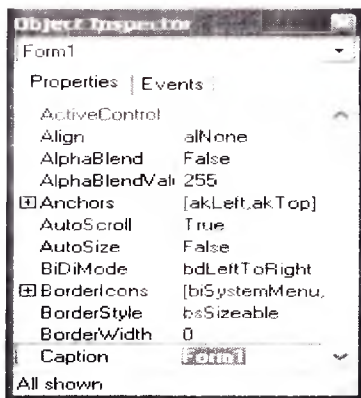 Object Inspector
Form1
Properties Events
ActiveControl
Align alNone
AlphaBlend False
AlphaBlendVal 255
Anchors [akLeft,akTop]
AutoScroll True
AutoSize False
BiDiMode bdLeftToRight
BorderIcons [biSystemMenu,
BorderStyle bsSizeable
BorderWidth 0
Caption Form1
All shown